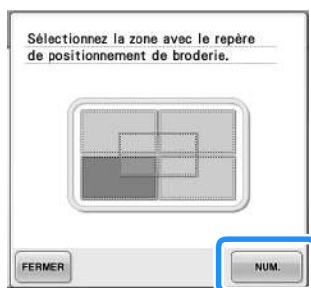 Sélectionnez la zone avec le repère
de positionnement de broderie.
FERMER
NUM.